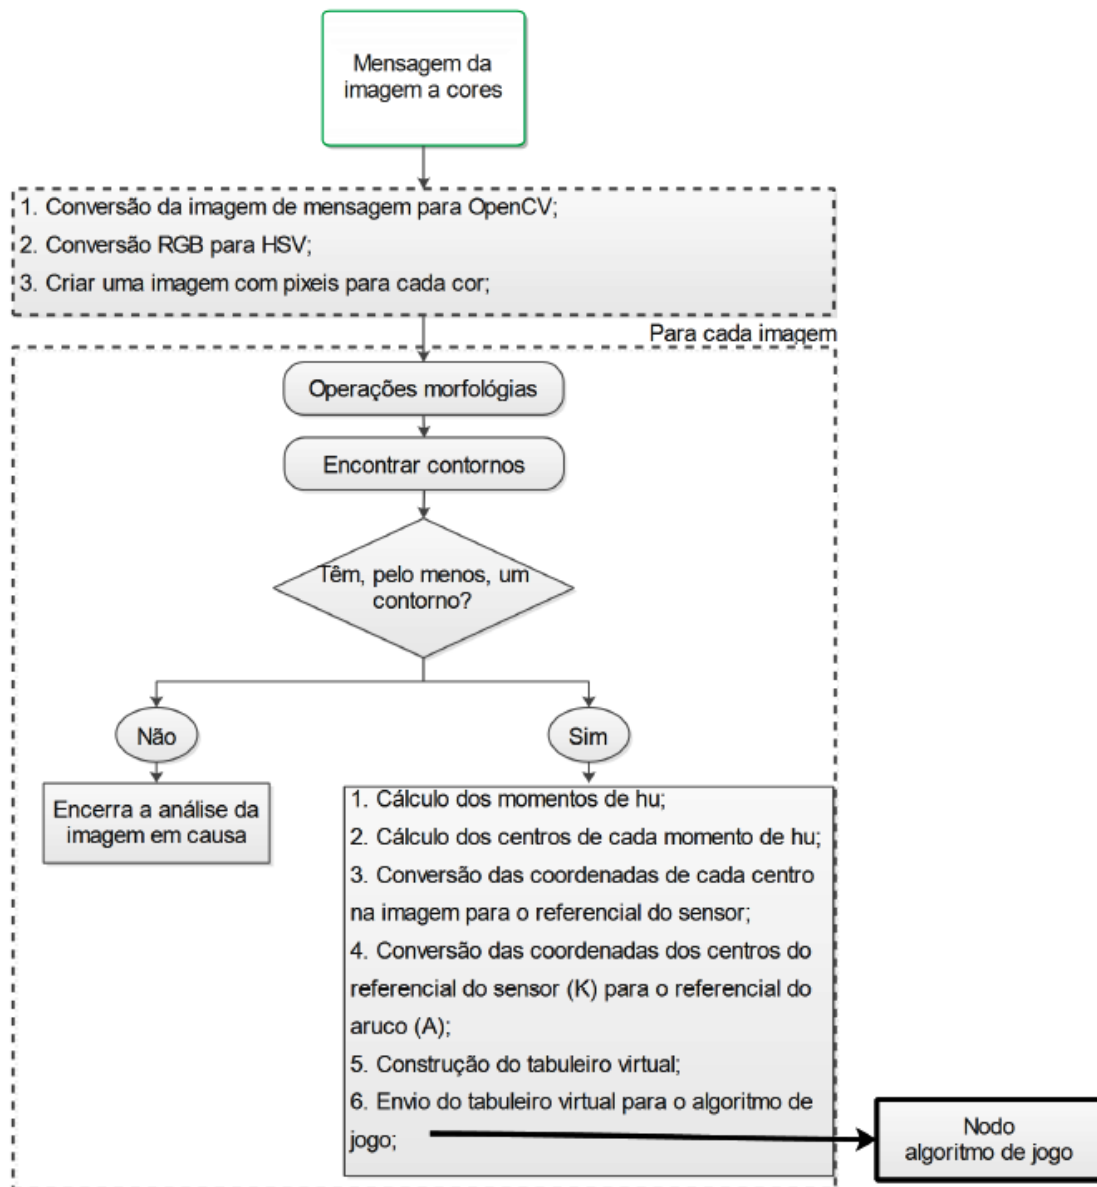 Mensagem da
imagem a cores
1. Conversão da imagem de mensagem para OpenCV;
2. Conversão RGB para HSV;
3. Criar uma imagem com pixeis para cada cor;
Para cada imagem
Operações morfológias
Encontrar contornos
Têm, pelo menos, um
contorno?
Não
Sim
Encerra a análise da
imagem em causa
1. Cálculo dos momentos de hu;
2. Cálculo dos centros de cada momento de hu;
3. Conversão das coordenadas de cada centro
na imagem para o referencial do sensor;
4. Conversão das coordenadas dos centros do
referencial do sensor (K) para o referencial do
aruco (A);
5. Construção do tabuleiro virtual;
6. Envio do tabuleiro virtual para o algoritmo de
jogo;
Nodo
algoritmo de jogo